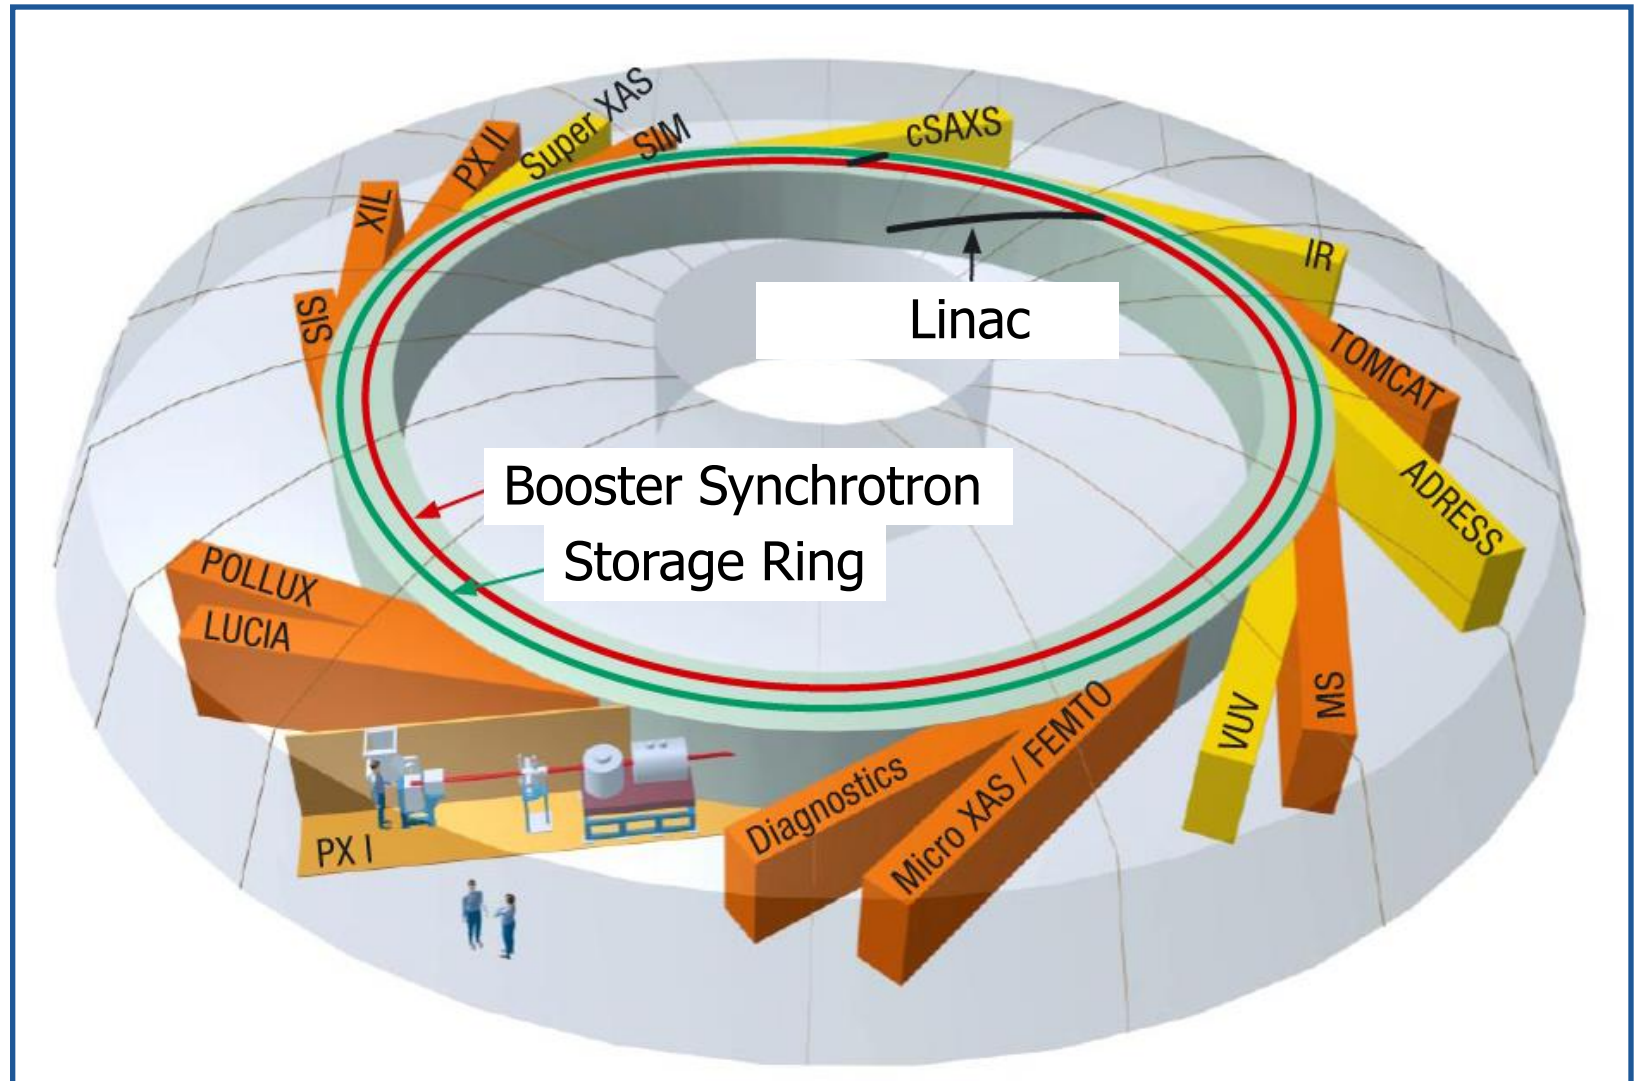 Super XAS
cSAXS
SIM
PX II
XIL
IR
SIS
Linac
TOMCAT
Booster Synchrotron
ADRESS
Storage Ring
POLLUX
LUCIA
MS
VUV
Micro XAS / FEMTO
Diagnostics
PX I